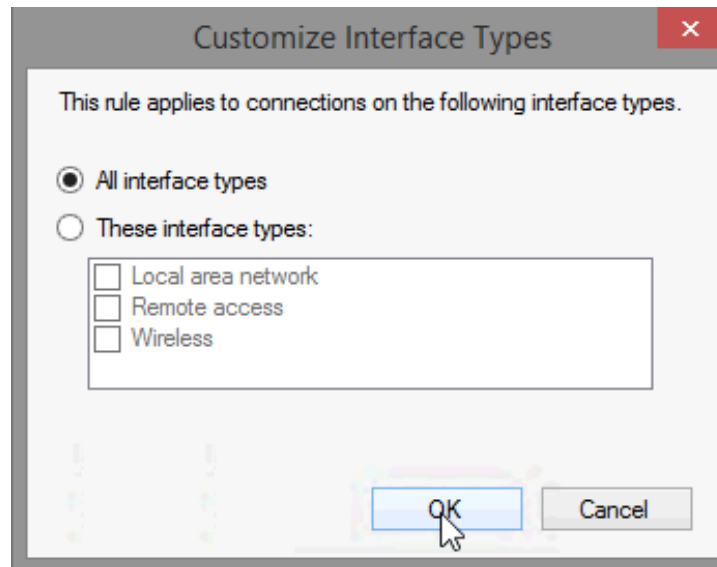 Customize Interface Types
This rule applies to connections on the following interface types.
All interface types
These interface types:
Local area network
Remote access
Wireless
OK
Cancel